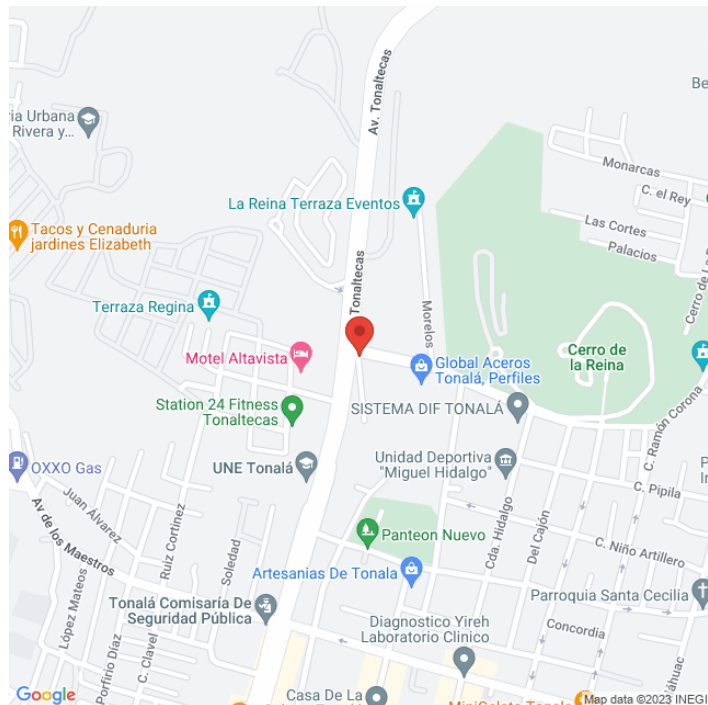 Av. Tonaltecas
Be
ria Urbana
Rivera y...
Monarcas
C. el Rey
La Reina Terraza Eventos
Las Cortes
Palacios
Tacos y Cenaduria
jardines Elizabeth
Tonaltecas
Cerro de La R
Terraza Regina
Morelos
Motel Altavista
Global Aceros
Tonalá, Perfiles
Cerro de
la Reina
Station 24 Fitness
Tonaltecas
SISTEMA DIF TONALÁ
C. Ramón Corona
UNE Tonalá
Unidad Deportiva
"Miguel Hidalgo"
P
In
OXXO Gas
Juan Álvarez
C. Pipila
Av de los Maestros
Ruiz Cortinez
Soledad
Panteon Nuevo
Cda. Hidalgo
Del Cajón
C. Niño Artillero
Artesanias De Tonala
López Mateos
Tonalá Comisaría De
Seguridad Pública
Parroquia Santa Cecilia
Diagnostico Yireh
Laboratorio Clinico
Concordia
Porfirio Díaz
C. Clavel
Casa De La
Google
Map data ©2023 INEGI